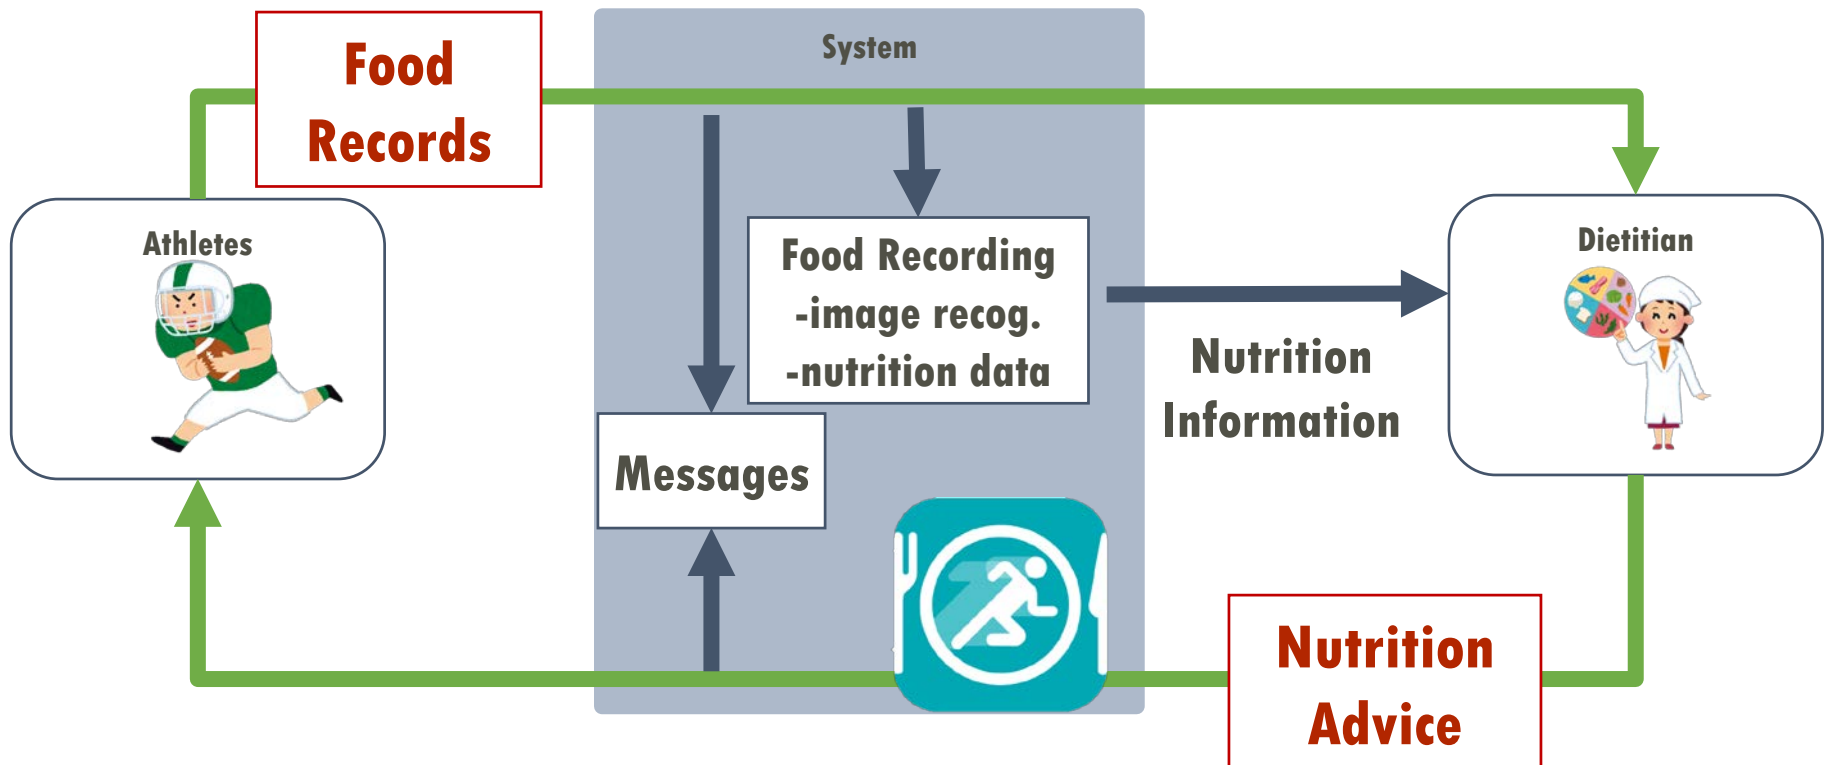 Food
Records
System
Athletes
Dietitian
Food Recording
-image recog.
-nutrition data
Nutrition
Information
Messages
Nutrition
Advice